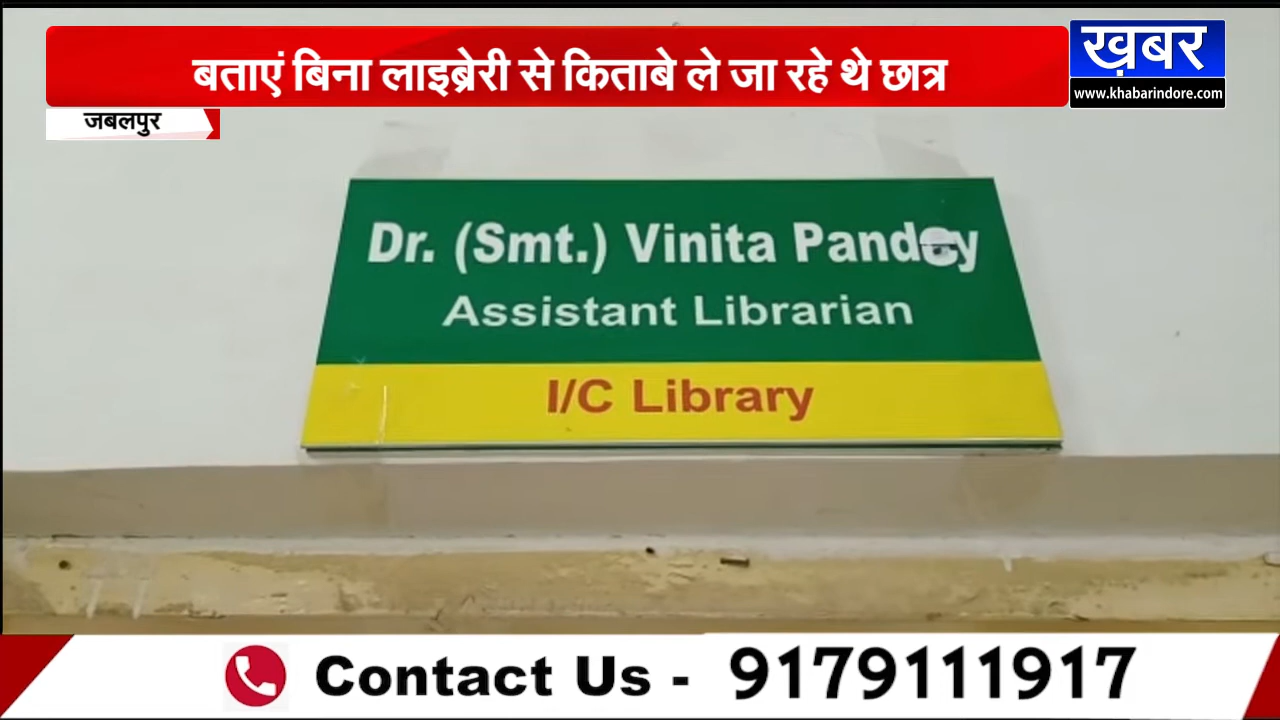 बताएं बिना लाइब्रेरी से किताबे ले जा रहे थे छात्र
ख़बर
www.khabarindore.com
जबलपुर
Dr. (Smt.) Vinita Pandey
Assistant Librarian
I/C Library
Contact Us - 9179111917